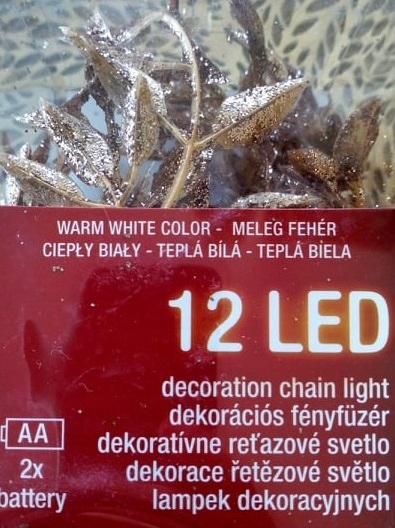 WARM WHITE COLOR - MELEG FEHÉR
CIEPŁY BIAŁY - TEPLÁ BÍLÁ - TEPLÁ BIELA
12 LED
decoration chain light
dekorációs fényfüzér
dekoratívne reťazové svetlo
dekorace řetězové světlo
lampek dekoracyjnych
AA
2x
battery